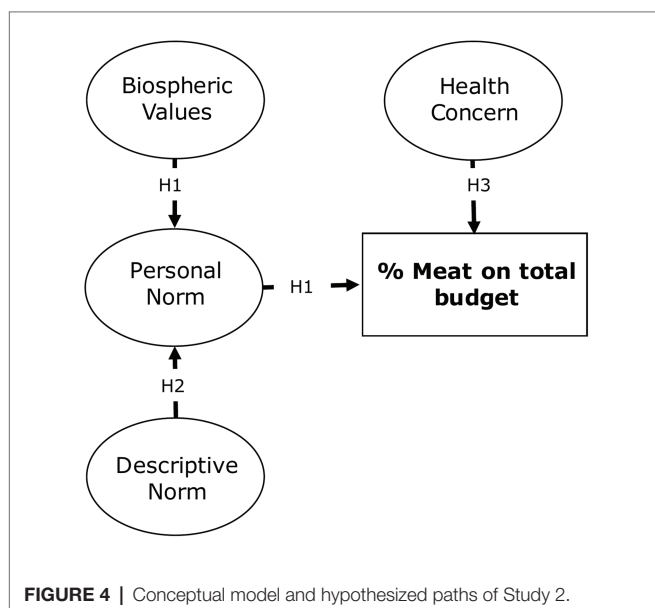 Biospheric
Values
Health
Concern
H1
H3
Personal
Norm
H1
% Meat on total
budget
H2
Descriptive
Norm
FIGURE 4 | Conceptual model and hypothesized paths of Study 2.